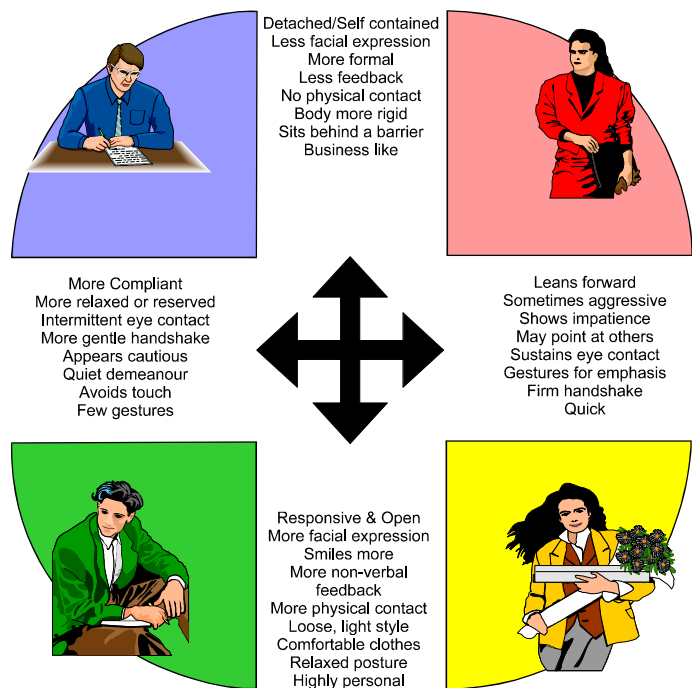 Detached/Self contained
Less facial expression
More formal
Less feedback
No physical contact
Body more rigid
Sits behind a barrier
Business like
More Compliant
More relaxed or reserved
Intermittent eye contact
More gentle handshake
Appears cautious
Quiet demeanour
Avoids touch
Few gestures
Leans forward
Sometimes aggressive
Shows impatience
May point at others
Sustains eye contact
Gestures for emphasis
Firm handshake
Quick
Responsive & Open
More facial expression
Smiles more
More non-verbal
feedback
More physical contact
Loose, light style
Comfortable clothes
Relaxed posture
Highly personal